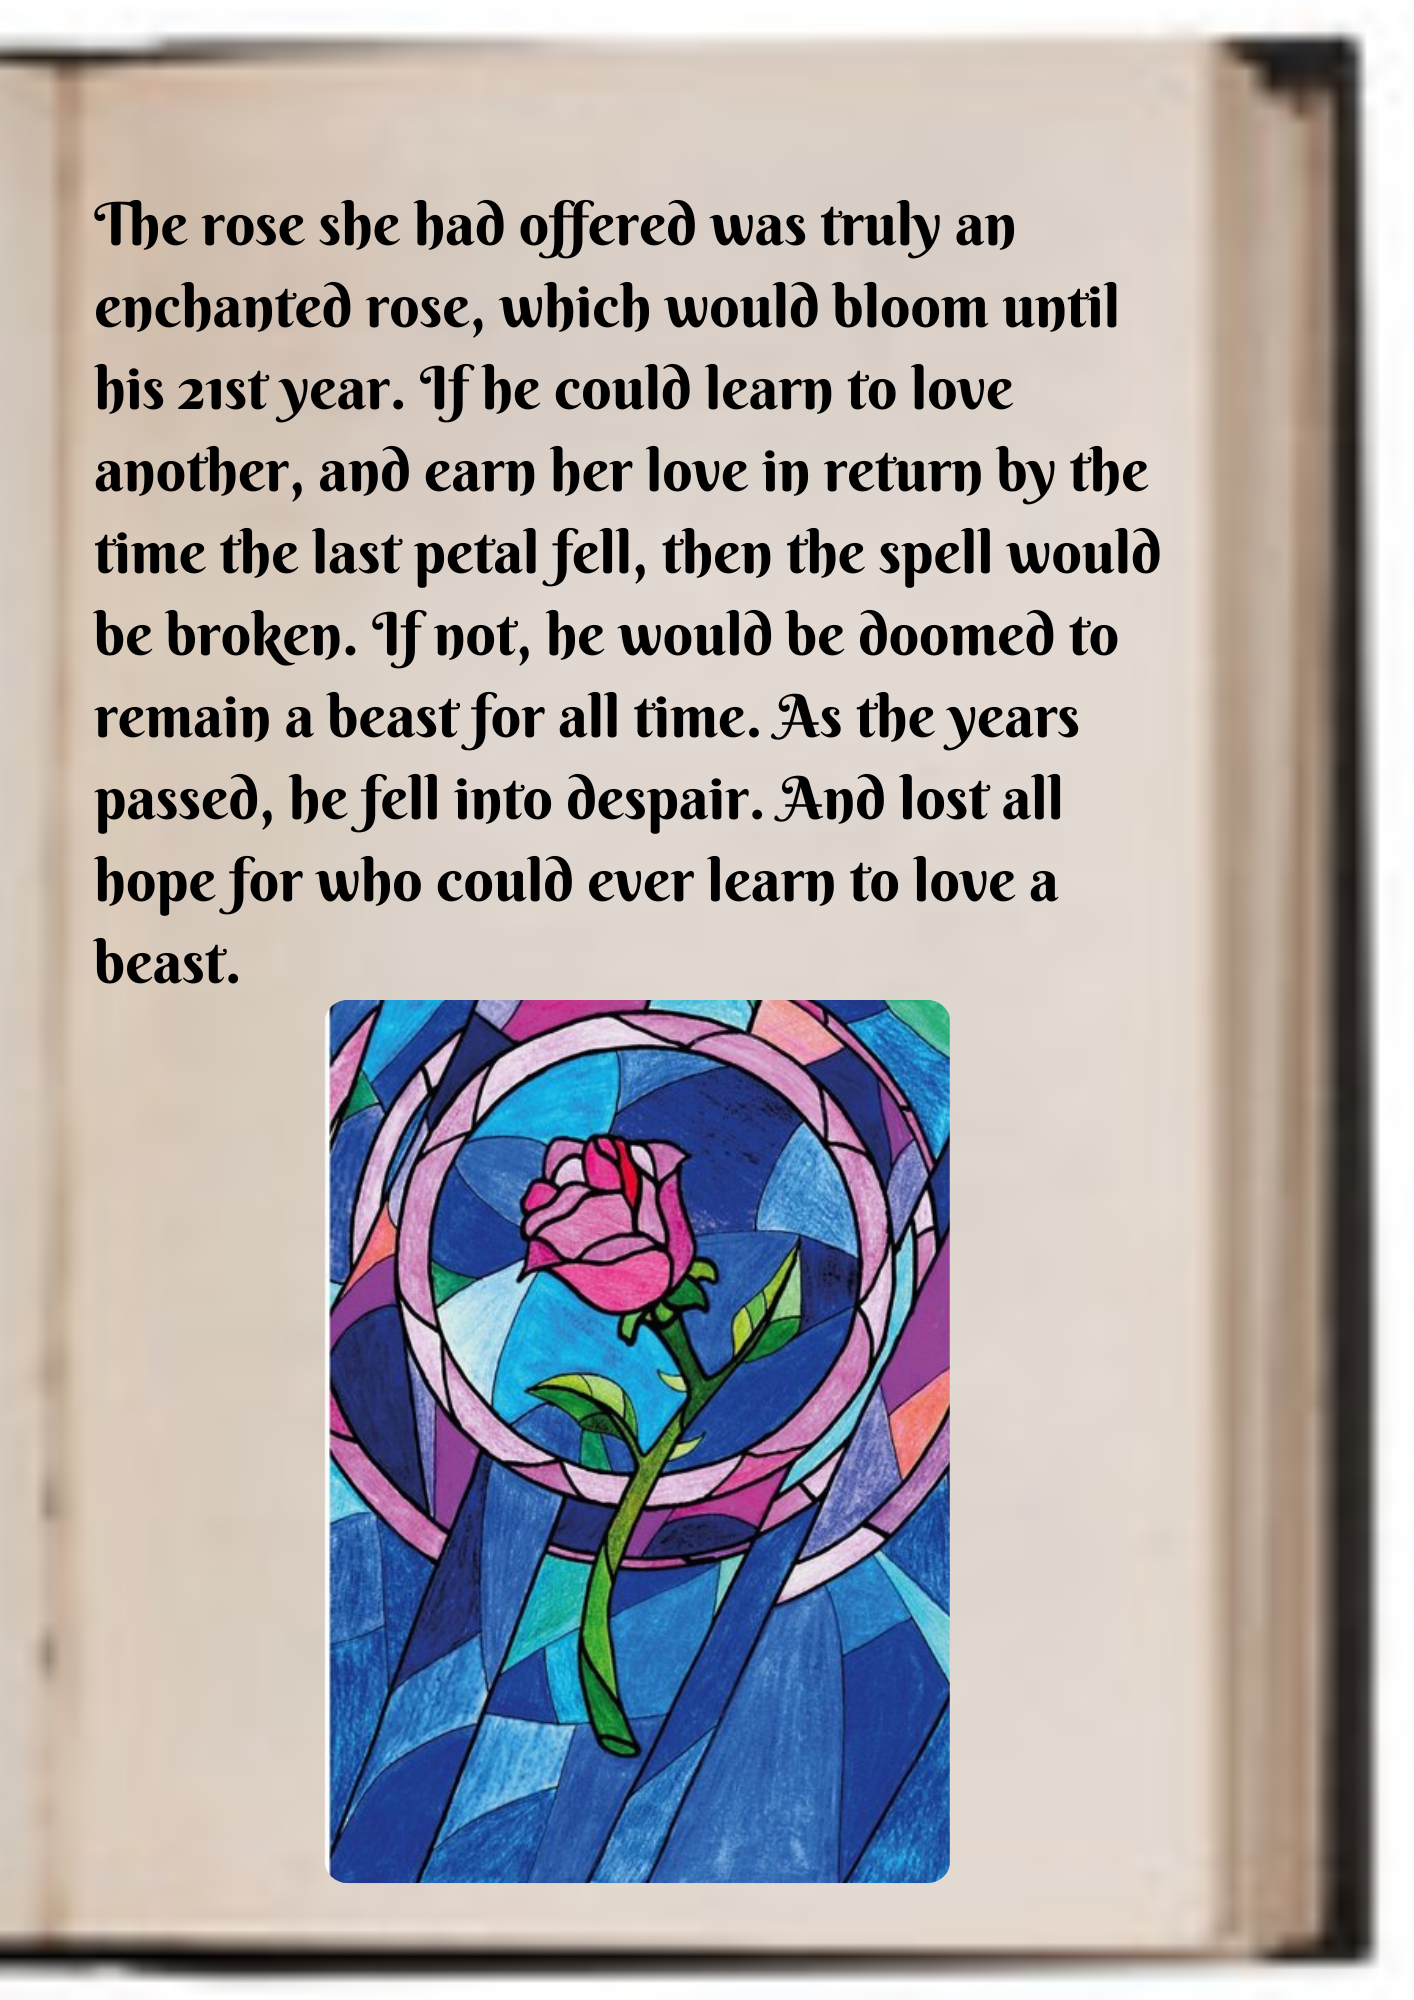 The rose she had offered was truly an
enchanted rose, which would bloom until
his 21st year. If he could learn to love
another, and earn her love in return by the
time the last petal fell, then the spell would
be broken. If not, he would be doomed to
remain a beast for all time. As the years
passed, he fell into despair. And lost all
hope for who could ever learn to love a
beast.